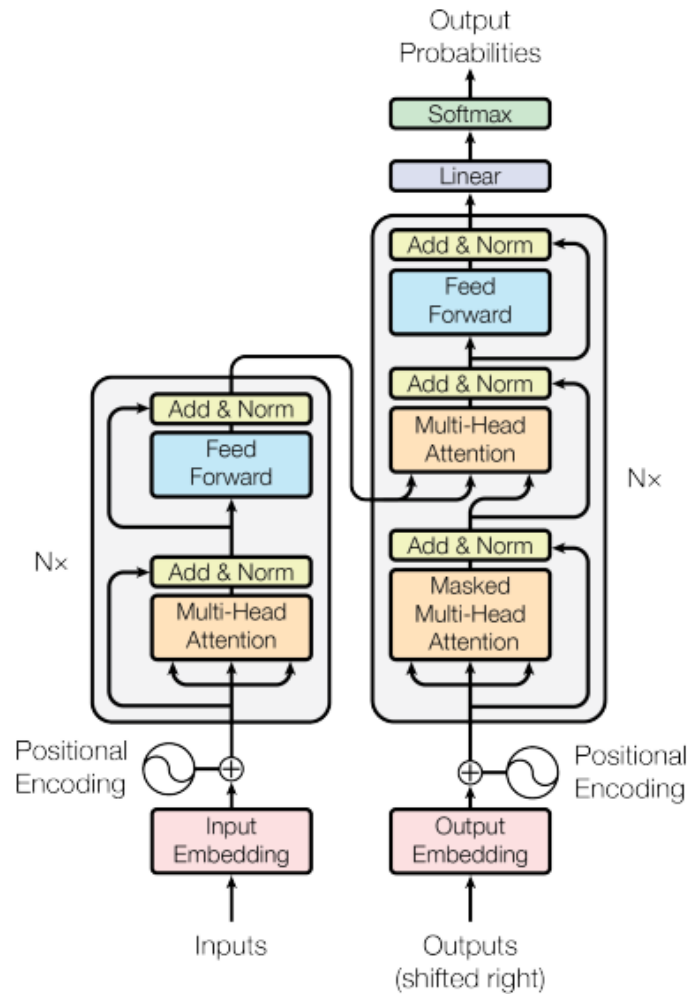 Output
Probabilities
Softmax
Linear
Add & Norm
Feed
Forward
Add & Norm
Multi-Head
Attention
Nx
Add & Norm
Masked
Multi-Head
Attention
Add & Norm
Feed
Forward
Nx
Add & Norm
Multi-Head
Attention
Positional
Encoding
Positional
Encoding
Input
Embedding
Output
Embedding
Inputs
Outputs
(shifted right)